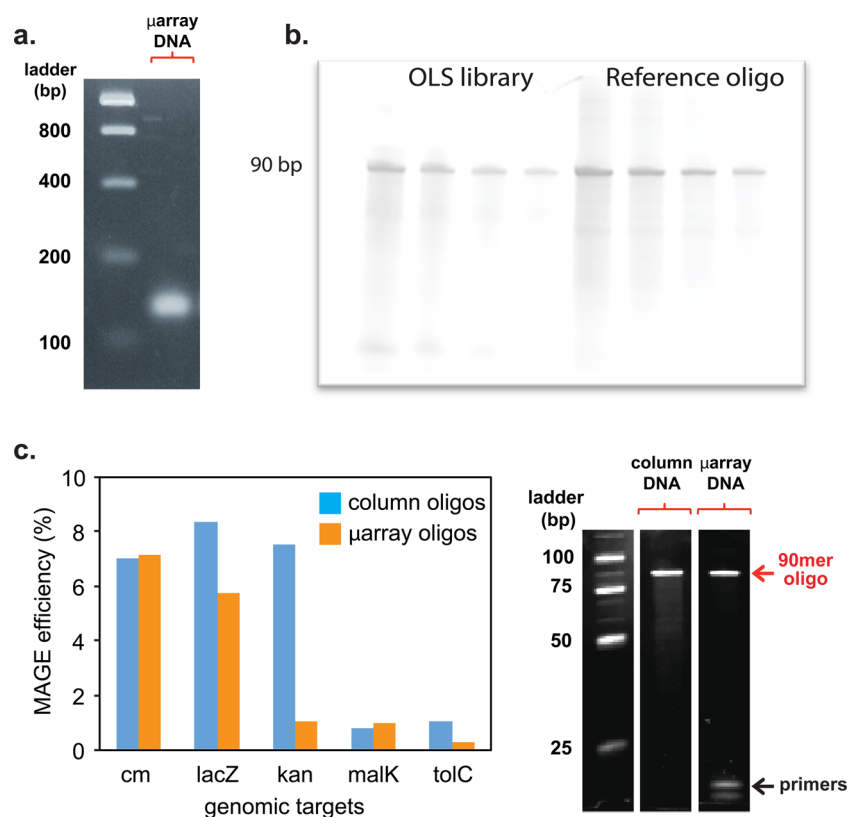 a.
µarray
DNA
ladder
(bp)
800
400
200
100
b.
OLS library
Reference oligo
90 bp
c.
10
8
6
4
2
0
MAGE efficiency (%)
column oligos
µarray oligos
cm
lacZ
kan
malK
tolC
genomic targets
column
DNA
µarray
DNA
ladder
(bp)
100
75
50
25
90mer
oligo
primers